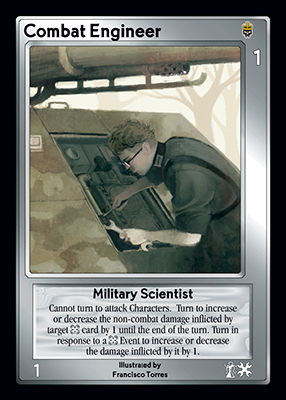 Combat Engineer
1
Military Scientist
Cannot turn to attack Characters. Turn to increase
or decrease the non-combat damage inflicted by
target card by 1 until the end of the turn. Turn in
response to a Event to increase or decrease
the damage inflicted by it by 1.
1
Illustrated by
Francisco Torres